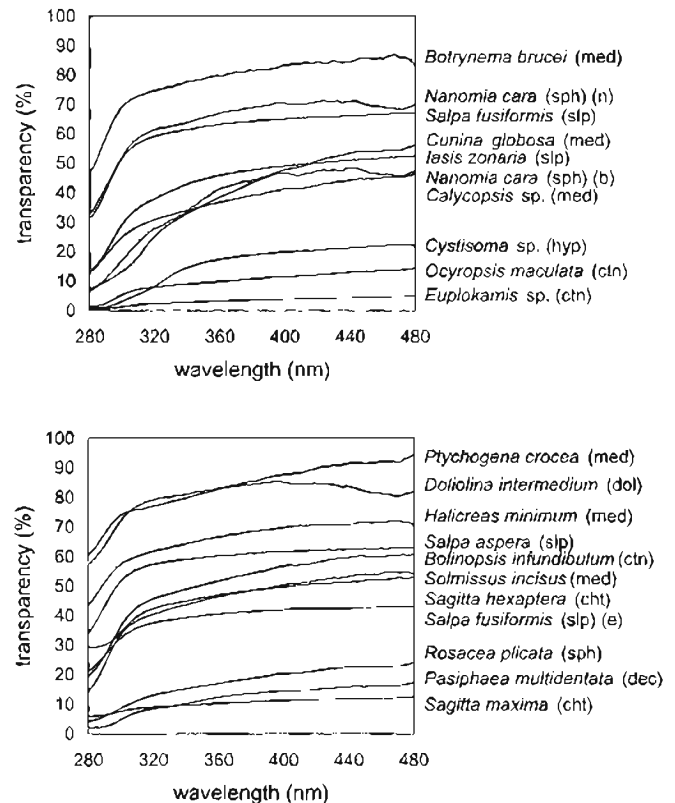 100
90
80
70
60
50
40
30
20
10
0
transparency (%)
280 320 360 400 440 480
wavelength (nm)
Botrynema brucei (med)
Nanomia cara (sph) (n)
Salpa fusiformis (slp)
Cunina globosa (med)
Iasis zonaria (slp)
Nanomia cara (sph) (b)
Calycopsis sp. (med)
Cystisoma sp. (hyp)
Ocyropsis maculata (ctn)
Euplokamis sp. (ctn)
100
90
80
70
60
50
40
30
20
10
0
transparency (%)
280 320 360 400 440 480
wavelength (nm)
Ptychogena crocea (med)
Doliolina intermedium (dol)
Halicreas minimum (med)
Salpa aspera (slp)
Bolinopsis infundibutum (ctn)
Solmissus incisus (med)
Sagitta hexaptera (cht)
Salpa fusiformis (slp) (e)
Rosacea plicata (sph)
Pasiphaea multidentata (dec)
Sagitta maxima (cht)